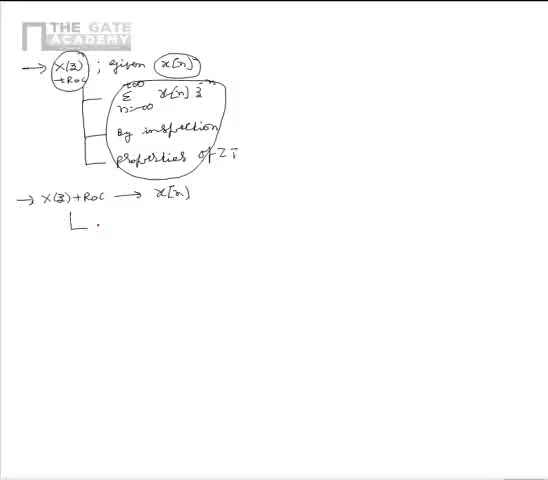 THE GATE
ACADEMY
→ X(z) ; given x[n]
+ROC
+∞
Σ x[n] z⁻ⁿ
n=-∞
By inspection
properties of ZT
→ X(z) + ROC → x[n]